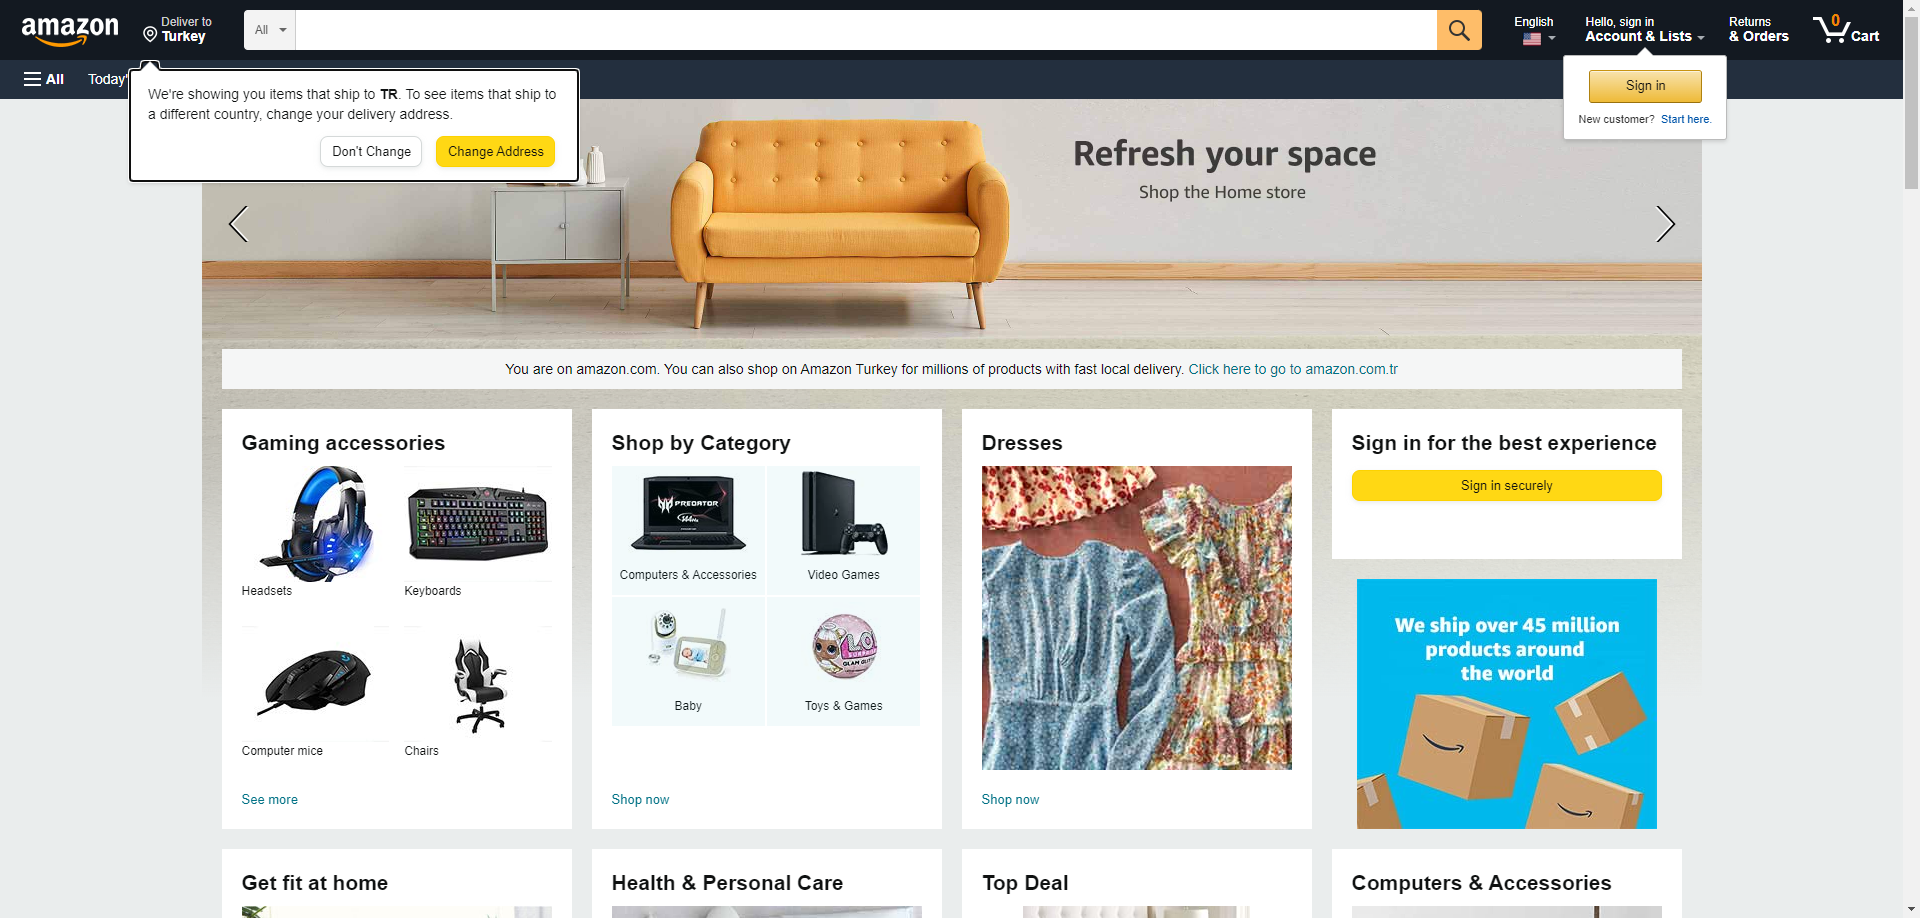 amazon
Deliver to
Turkey
All
English
Hello, sign in
Account & Lists
Returns
& Orders
0
Cart
All
Today'
We're showing you items that ship to TR. To see items that ship to
a different country, change your delivery address.
Don't Change
Change Address
Sign in
New customer? Start here.
Refresh your space
Shop the Home store
You are on amazon.com. You can also shop on Amazon Turkey for millions of products with fast local delivery. Click here to go to amazon.com.tr
Gaming accessories
Headsets
Keyboards
Computer mice
Chairs
See more
Shop by Category
PREDATOR
Computers & Accessories
Video Games
L.O.L.
SURPRISE
GLAM GLITTER
Baby
Toys & Games
Shop now
Dresses
Shop now
Sign in for the best experience
Sign in securely
We ship over 45 million
products around
the world
Get fit at home
Health & Personal Care
Top Deal
Computers & Accessories